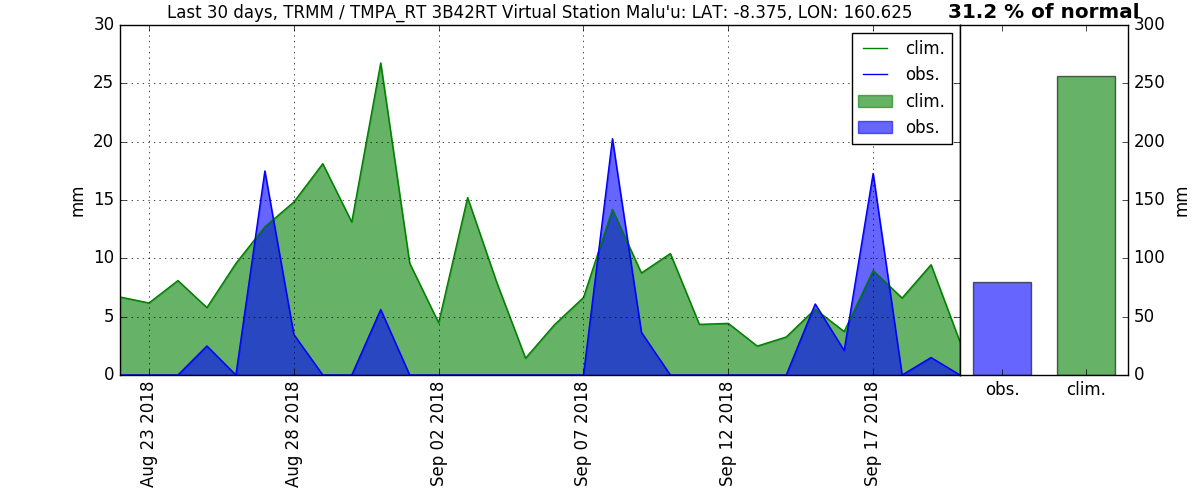 Last 30 days, TRMM / TMPA_RT 3B42RT Virtual Station Malu'u: LAT: -8.375, LON: 160.625
31.2 % of normal
30
25
20
15
10
5
0
mm
clim.
obs.
clim.
obs.
300
250
200
150
100
50
0
mm
Aug 23 2018
Aug 28 2018
Sep 02 2018
Sep 07 2018
Sep 12 2018
Sep 17 2018
obs.
clim.